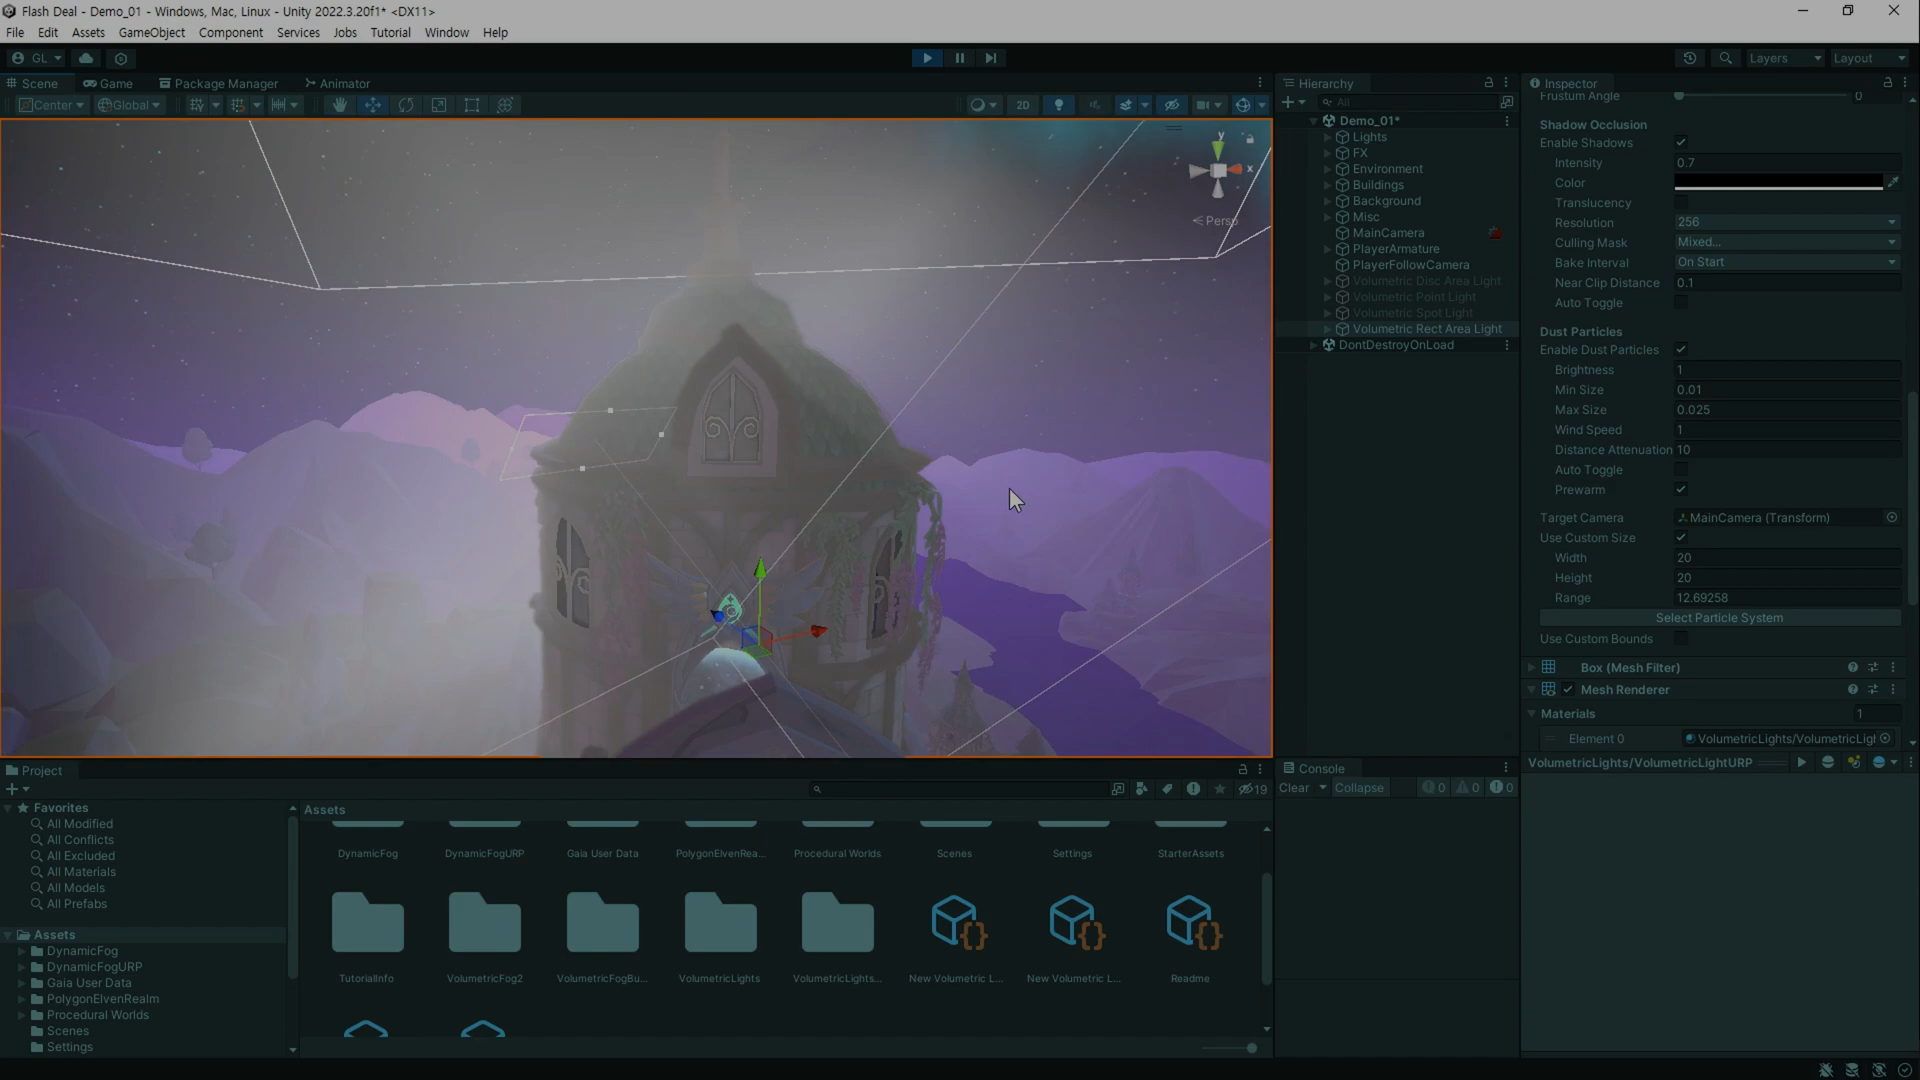 Flash Deal - Demo_01 - Windows, Mac, Linux - Unity 2022.3.20f1* <DX11>
File Edit Assets GameObject Component Services Jobs Tutorial Window Help
GL
Layers
Layout
Scene
Game
Package Manager
Animator
Center
Global
2D
y
x
Persp
Hierarchy
All
Demo_01*
Lights
FX
Environment
Buildings
Background
Misc
MainCamera
PlayerArmature
PlayerFollowCamera
Volumetric Disc Area Light
Volumetric Point Light
Volumetric Spot Light
Volumetric Rect Area Light
DontDestroyOnLoad
Inspector
Frustum Angle 0
Shadow Occlusion
Enable Shadows
Intensity 0.7
Color
Translucency
Resolution 256
Culling Mask Mixed...
Bake Interval On Start
Near Clip Distance 0.1
Auto Toggle
Dust Particles
Enable Dust Particles
Brightness 1
Min Size 0.01
Max Size 0.025
Wind Speed 1
Distance Attenuation 10
Auto Toggle
Prewarm
Target Camera MainCamera (Transform)
Use Custom Size
Width 20
Height 20
Range 12.69258
Select Particle System
Use Custom Bounds
Box (Mesh Filter)
Mesh Renderer
Materials 1
Element 0 VolumetricLights/VolumetricLigl
VolumetricLights/VolumetricLightURP
Project
19
Favorites
All Modified
All Conflicts
All Excluded
All Materials
All Models
All Prefabs
Assets
DynamicFog
DynamicFogURP
Gaia User Data
PolygonElvenRealm
Procedural Worlds
Scenes
Settings
Assets
DynamicFog DynamicFogURP Gaia User Data PolygonElvenRea... Procedural Worlds Scenes Settings StarterAssets
TutorialInfo VolumetricFog2 VolumetricFogBu... VolumetricLights VolumetricLights... New Volumetric L... New Volumetric L... Readme
Console
Clear Collapse 0 0 0